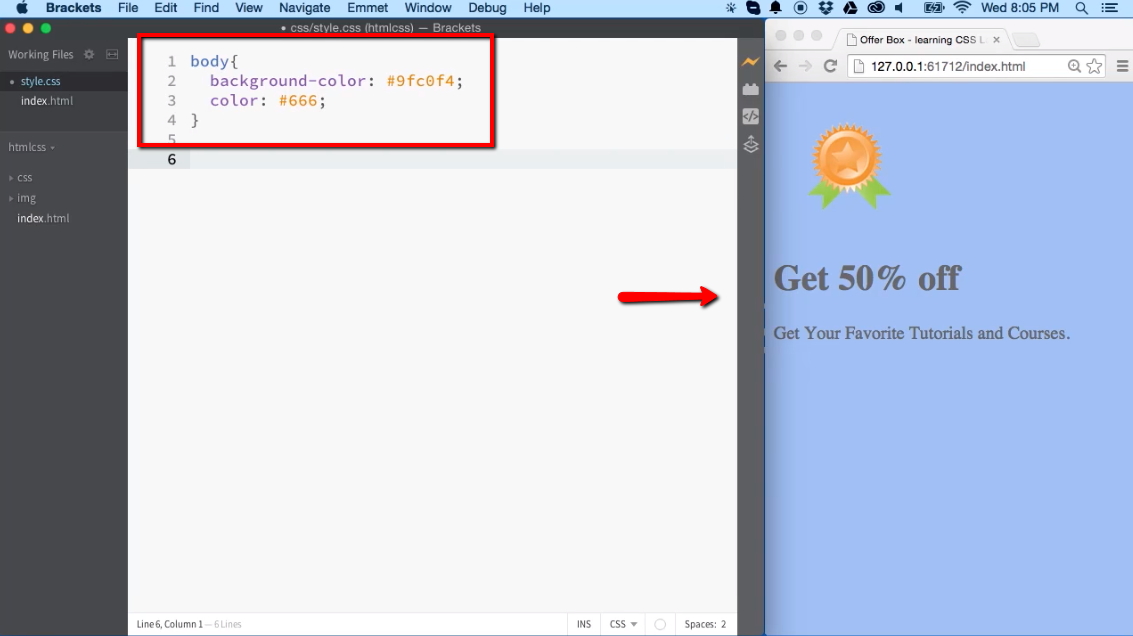 Brackets File Edit Find View Navigate Emmet Window Debug Help Wed 8:05 PM
• css/style.css (htmlcss) — Brackets
Working Files
• style.css
index.html
htmlcss
css
img
index.html
1 body{
2 background-color: #9fc0f4;
3 color: #666;
4 }
5
6
Line 6, Column 1 — 6 Lines INS CSS Spaces: 2
Offer Box - learning CSS L
127.0.0.1:61712/index.html
Get 50% off
Get Your Favorite Tutorials and Courses.